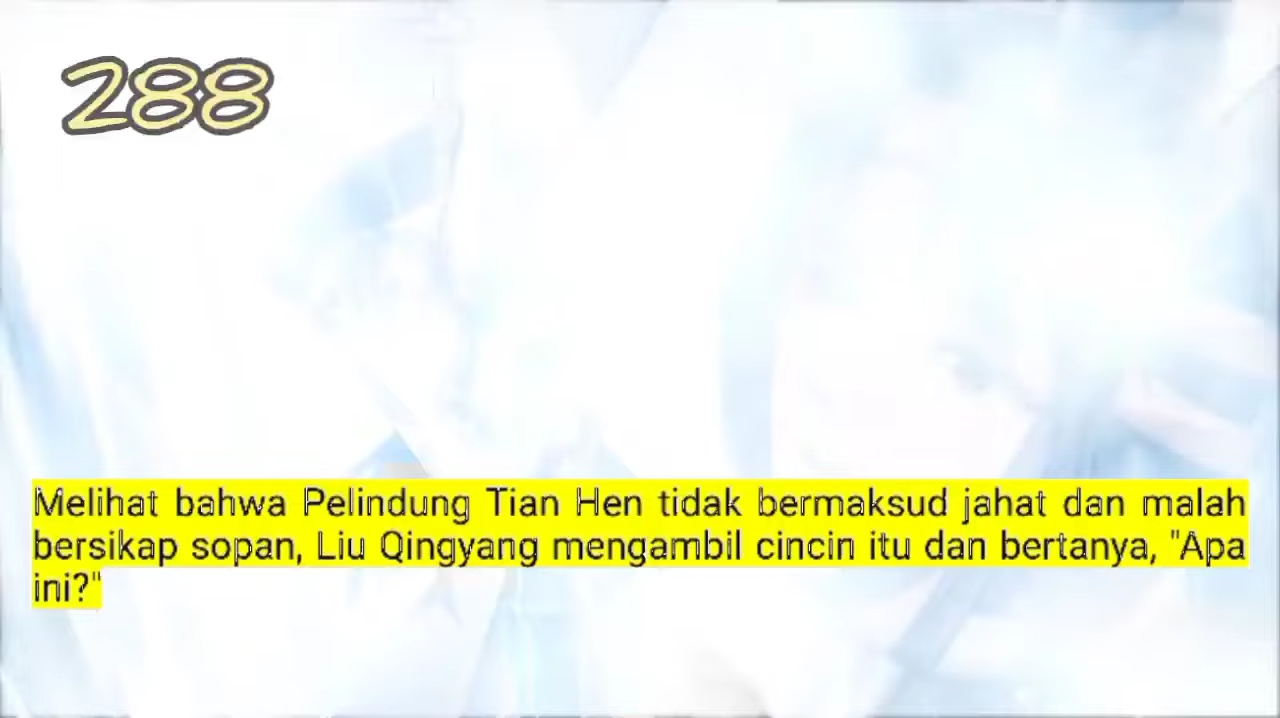 288
Melihat bahwa Pelindung Tian Hen tidak bermaksud jahat dan malah
bersikap sopan, Liu Qingyang mengambil cincin itu dan bertanya, "Apa
ini?"